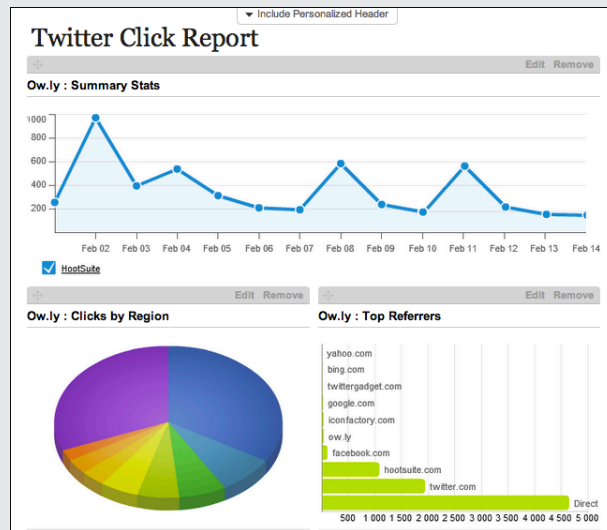 Include Personalized Header
Twitter Click Report
Edit Remove
Ow.ly : Summary Stats
1000
800
600
400
200
Feb 02 Feb 03 Feb 04 Feb 05 Feb 06 Feb 07 Feb 08 Feb 09 Feb 10 Feb 11 Feb 12 Feb 13 Feb 14
HootSuite
Edit Remove
Edit Remove
Ow.ly : Clicks by Region
Ow.ly : Top Referrers
yahoo.com
bing.com
twittergadget.com
google.com
iconfactory.com
ow.ly
facebook.com
hootsuite.com
twitter.com
Direct
500 1 000 1 500 2 000 2 500 3 000 3 500 4 000 4 500 5 000